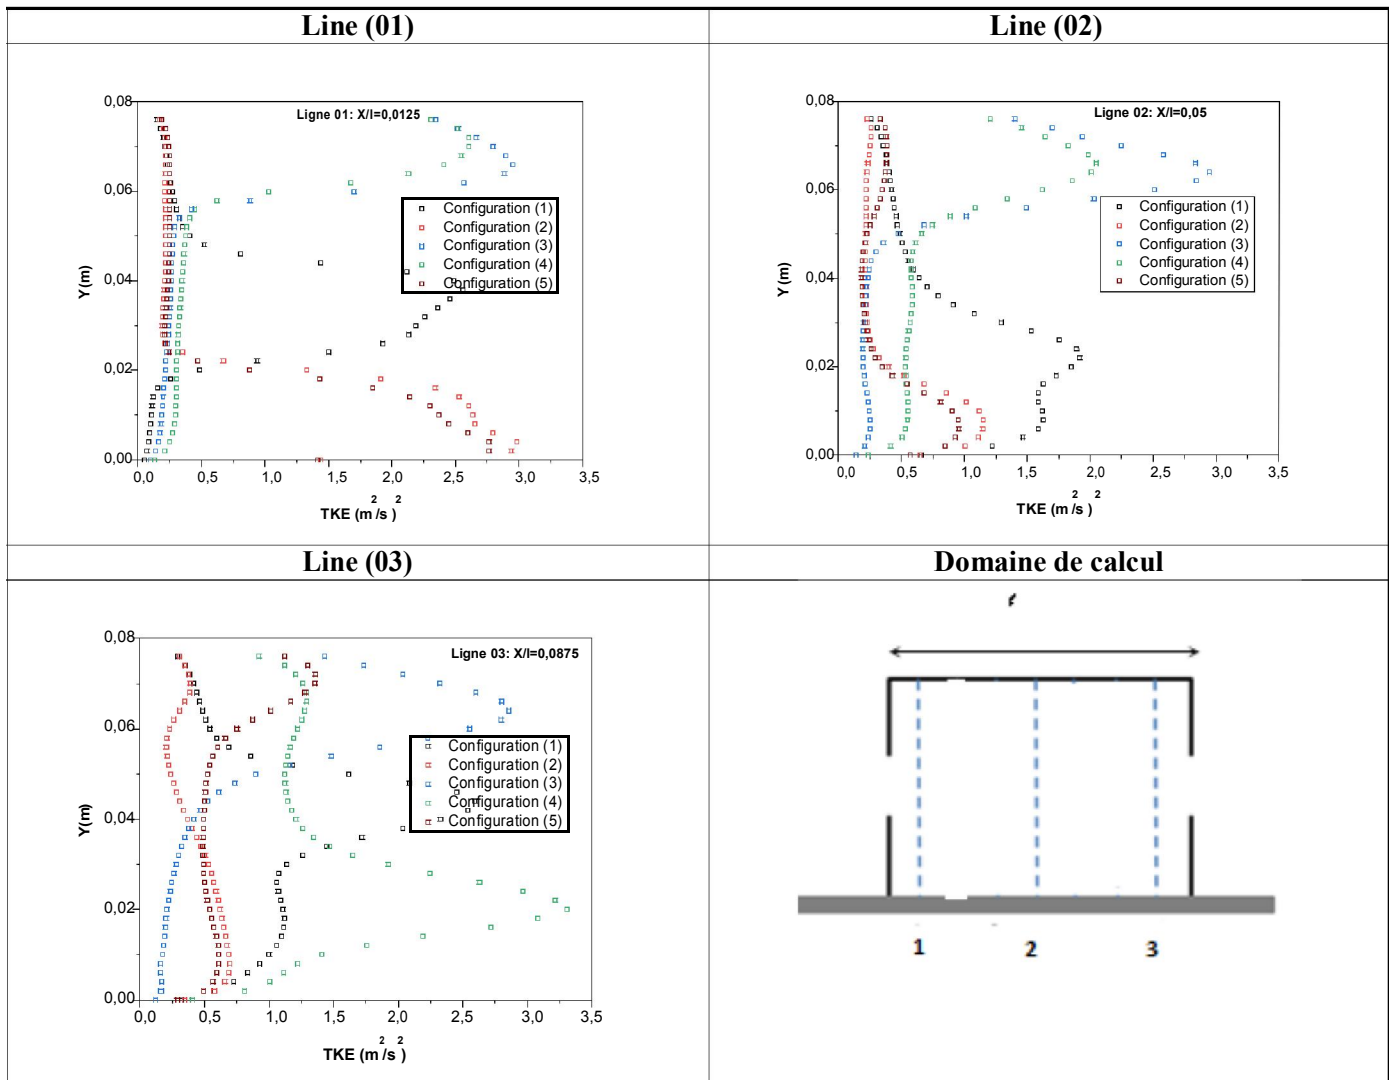 Line (01)
Line (02)
Ligne 01: X/l=0,0125
0,08
0,06
0,04
0,02
0,00
Y(m)
Configuration (1)
Configuration (2)
Configuration (3)
Configuration (4)
Configuration (5)
0,0 0,5 1,0 1,5 2,0 2,5 3,0 3,5
TKE (m²/s²)
Ligne 02: X/l=0,05
0,08
0,06
0,04
0,02
0,00
Y(m)
Configuration (1)
Configuration (2)
Configuration (3)
Configuration (4)
Configuration (5)
0,0 0,5 1,0 1,5 2,0 2,5 3,0 3,5
TKE (m²/s²)
Line (03)
Domaine de calcul
Ligne 03: X/l=0,0875
0,08
0,06
0,04
0,02
0,00
Y(m)
Configuration (1)
Configuration (2)
Configuration (3)
Configuration (4)
Configuration (5)
0,0 0,5 1,0 1,5 2,0 2,5 3,0 3,5
TKE (m²/s²)
ℓ
1 2 3